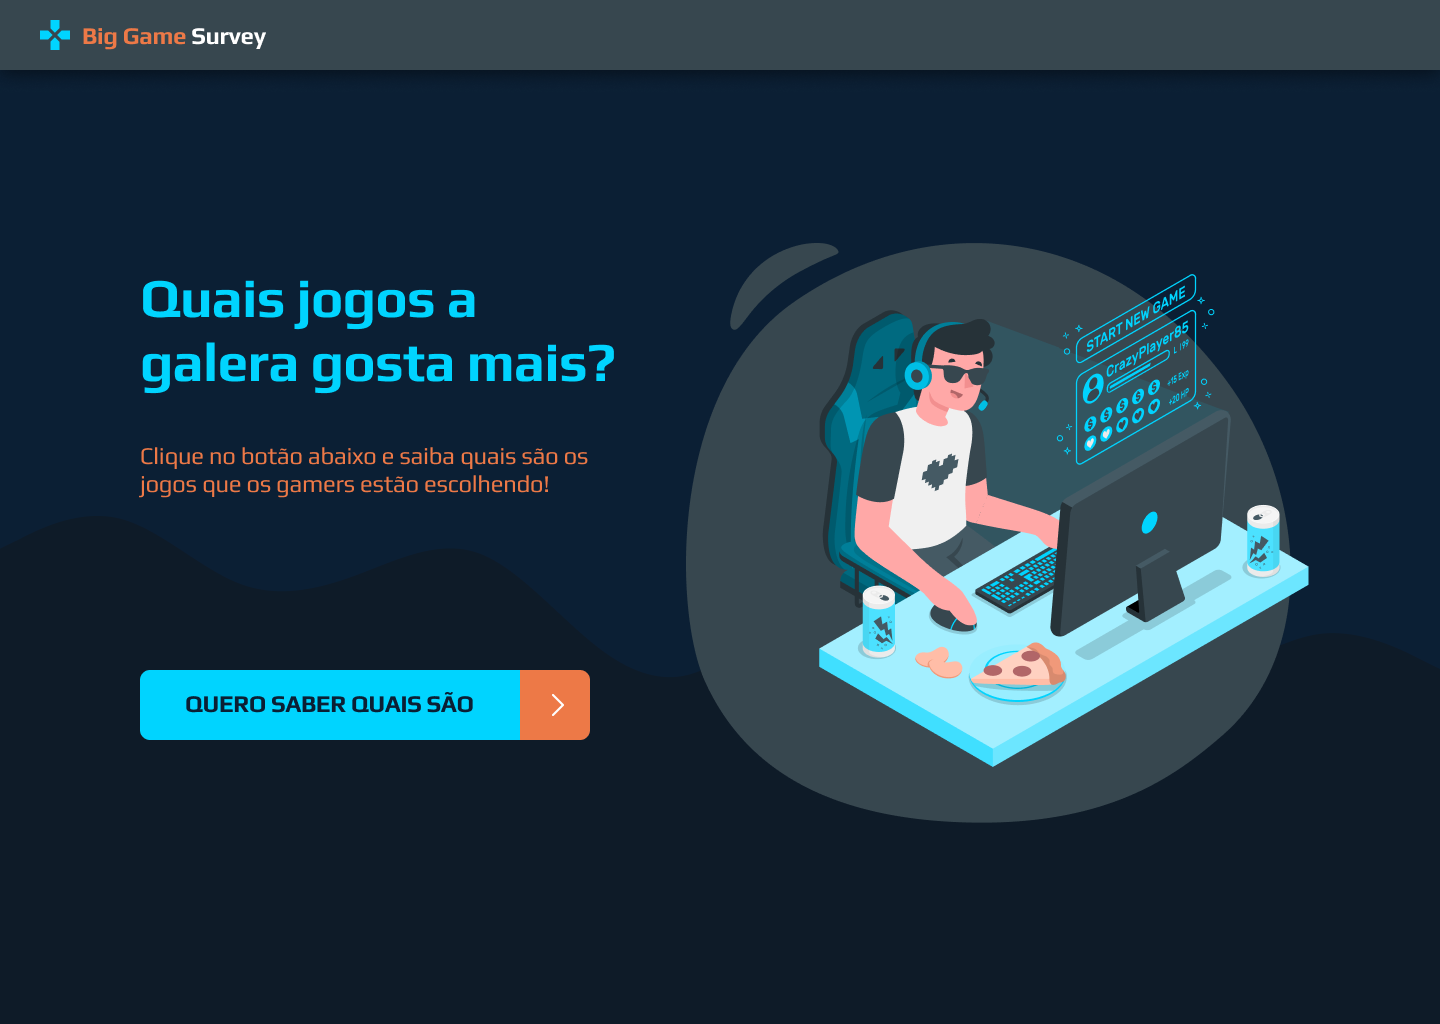 Big Game Survey
Quais jogos a
galera gosta mais?
Clique no botão abaixo e saiba quais são os
jogos que os gamers estão escolhendo!
QUERO SABER QUAIS SÃO
START NEW GAME
CrazyPlayer85
+15 Exp
+20 HP